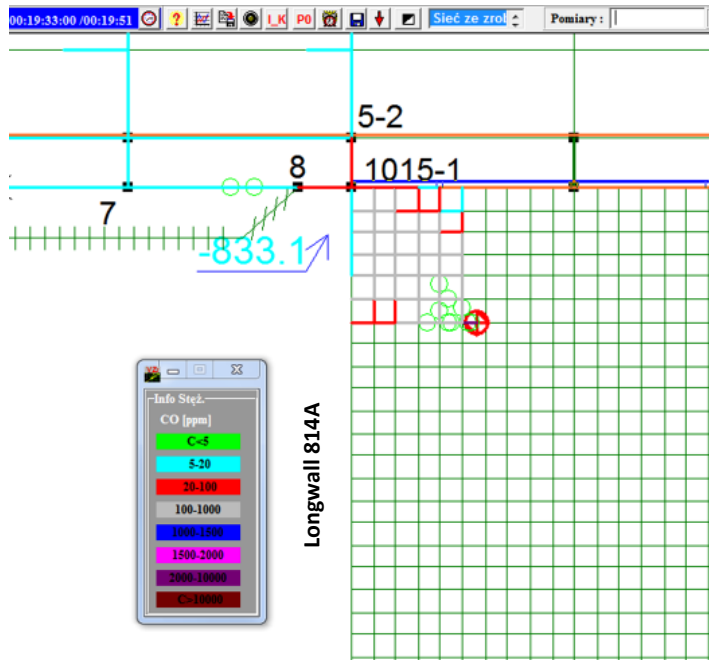 00:19:33:00 /00:19:51 ? I_K P0 Sieć ze zrol Pomiary :
5-2
8 1015-1
7
-833.1
Info Stęż.
CO [ppm]
C<5
5-20
20-100
100-1000
1000-1500
1500-2000
2000-10000
C>10000
Longwall 814A